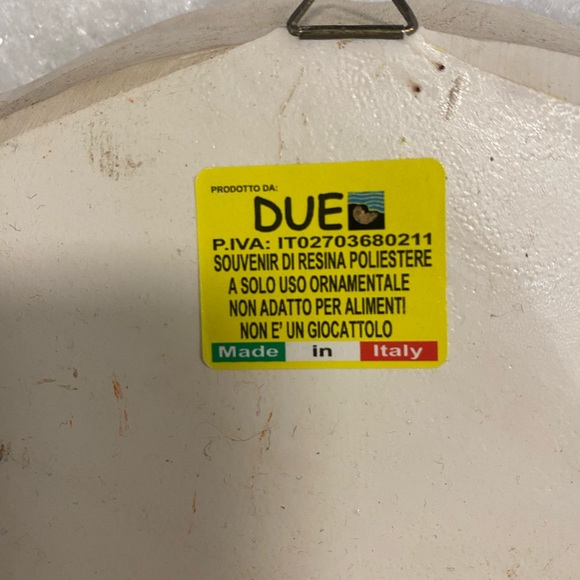 PRODOTTO DA:
DUE
P.IVA: IT02703680211
SOUVENIR DI RESINA POLIESTERE
A SOLO USO ORNAMENTALE
NON ADATTO PER ALIMENTI
NON E' UN GIOCATTOLO
Made in Italy